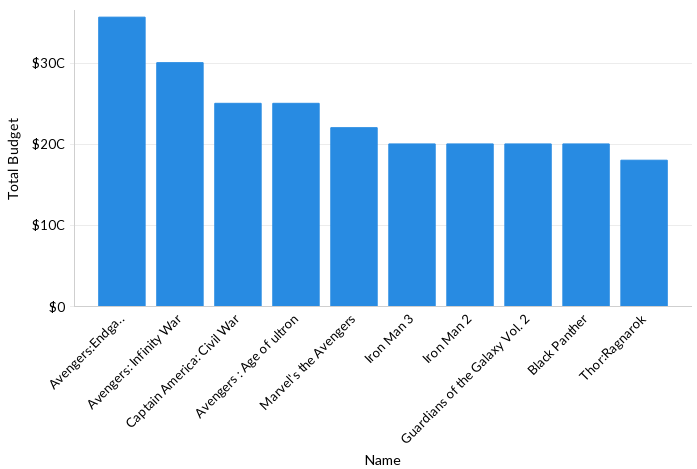 $30C
$20C
$10C
$0
Total Budget
Avengers:Endga..
Avengers: Infinity War
Captain America: Civil War
Avengers : Age of ultron
Marvel's the Avengers
Iron Man 3
Iron Man 2
Guardians of the Galaxy Vol. 2
Black Panther
Thor:Ragnarok
Name